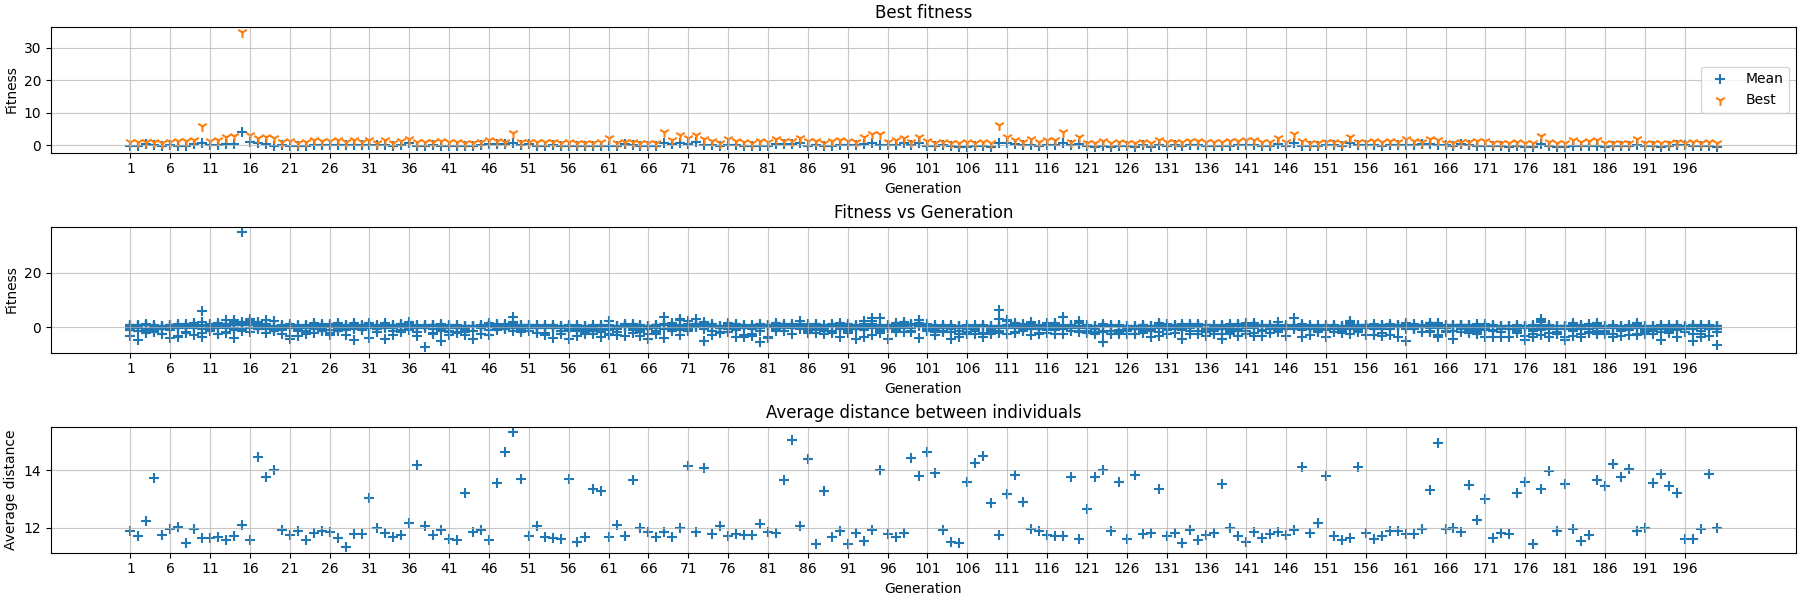 Best fitness
Fitness
30
20
10
0
Mean
Best
1 6 11 16 21 26 31 36 41 46 51 56 61 66 71 76 81 86 91 96 101 106 111 116 121 126 131 136 141 146 151 156 161 166 171 176 181 186 191 196
Generation
Fitness vs Generation
Fitness
20
0
1 6 11 16 21 26 31 36 41 46 51 56 61 66 71 76 81 86 91 96 101 106 111 116 121 126 131 136 141 146 151 156 161 166 171 176 181 186 191 196
Generation
Average distance between individuals
Average distance
14
12
1 6 11 16 21 26 31 36 41 46 51 56 61 66 71 76 81 86 91 96 101 106 111 116 121 126 131 136 141 146 151 156 161 166 171 176 181 186 191 196
Generation